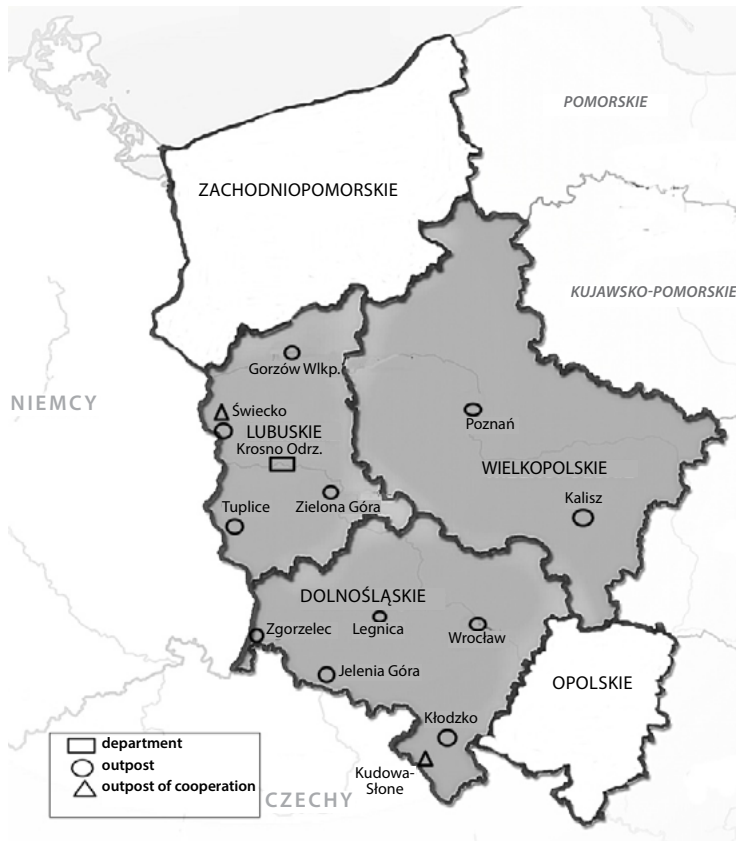 POMORSKIE
ZACHODNIOPOMORSKIE
KUJAWSKO-POMORSKIE
Gorzów Wlkp.
NIEMCY
Świecko
LUBUSKIE
Krosno Odrz.
Poznań
WIELKOPOLSKIE
Kalisz
Tuplice
Zielona Góra
DOLNOŚLĄSKIE
Zgorzelec
Legnica
Wrocław
Jelenia Góra
OPOLSKIE
Kłodzko
Kudowa-
Słone
CZECHY
department
outpost
outpost of cooperation